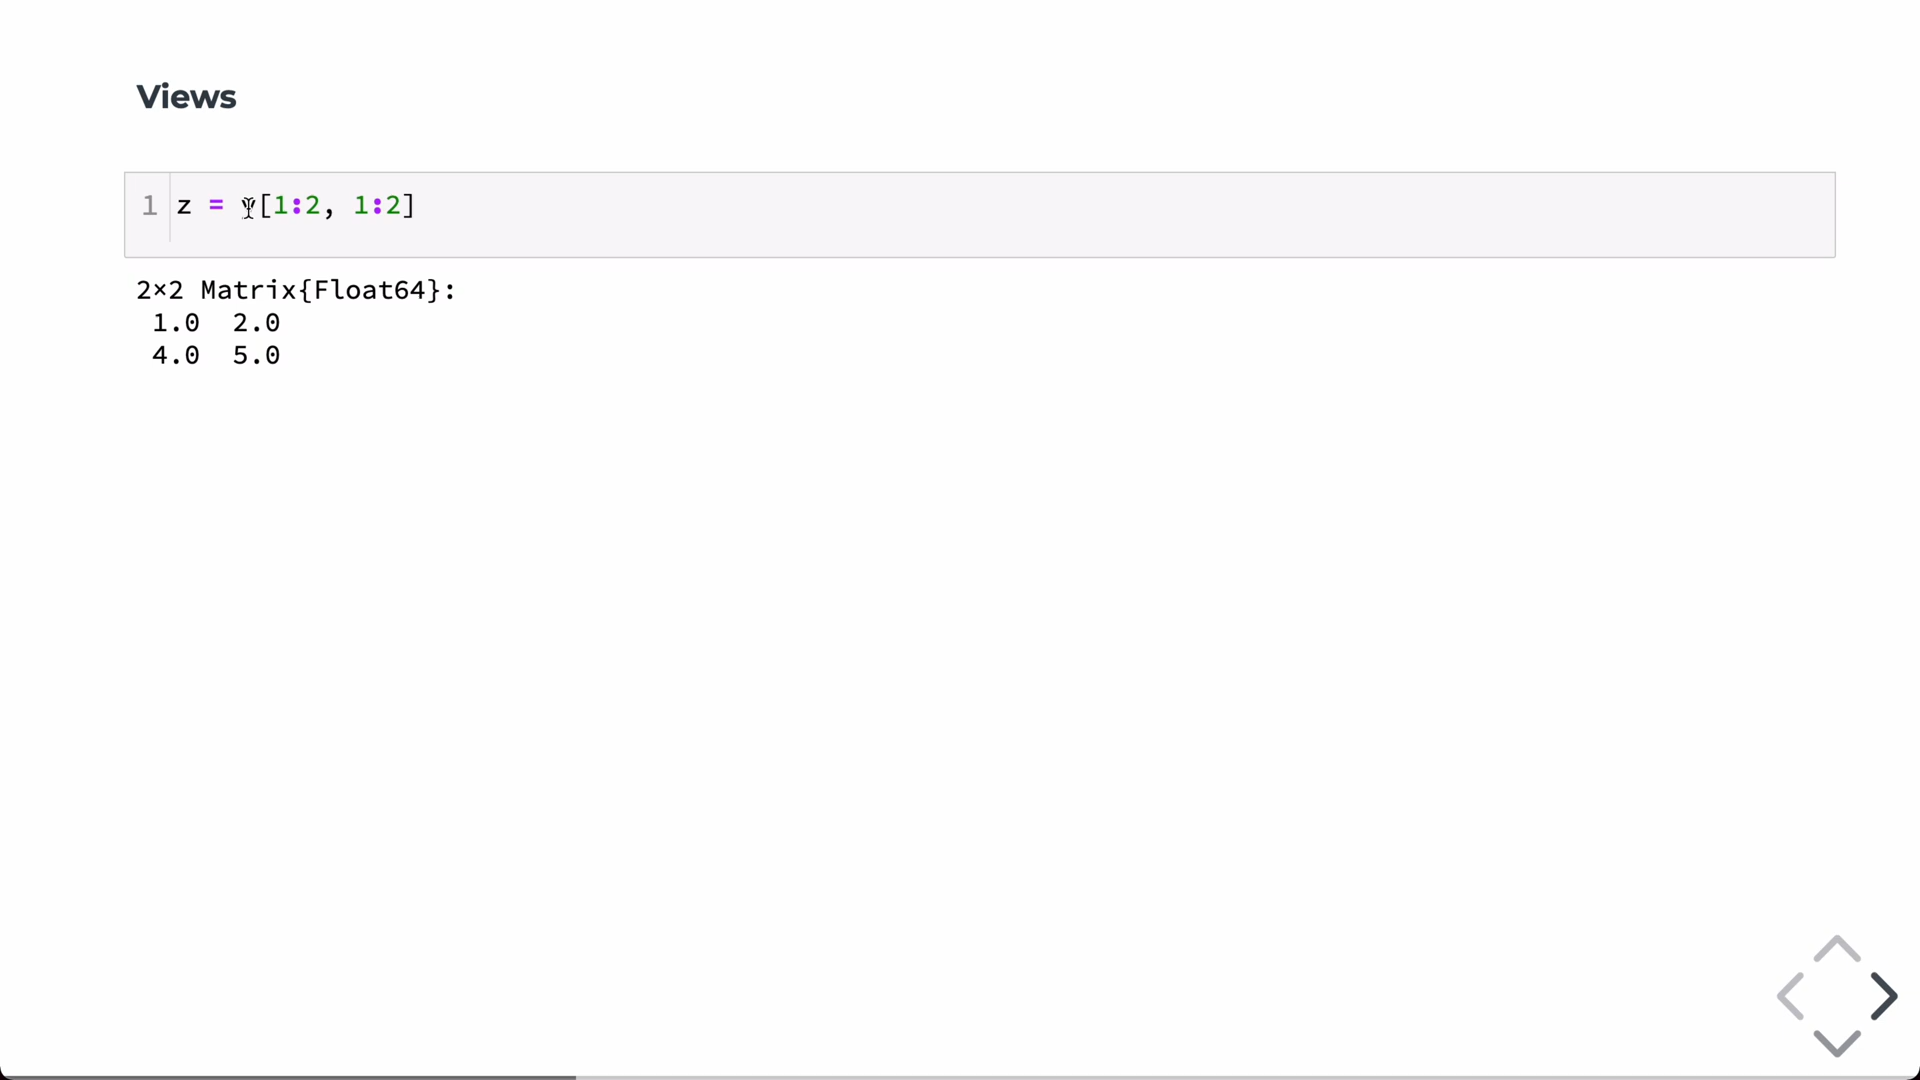 Views
1 z = y[1:2, 1:2]
2×2 Matrix{Float64}:
1.0 2.0
4.0 5.0